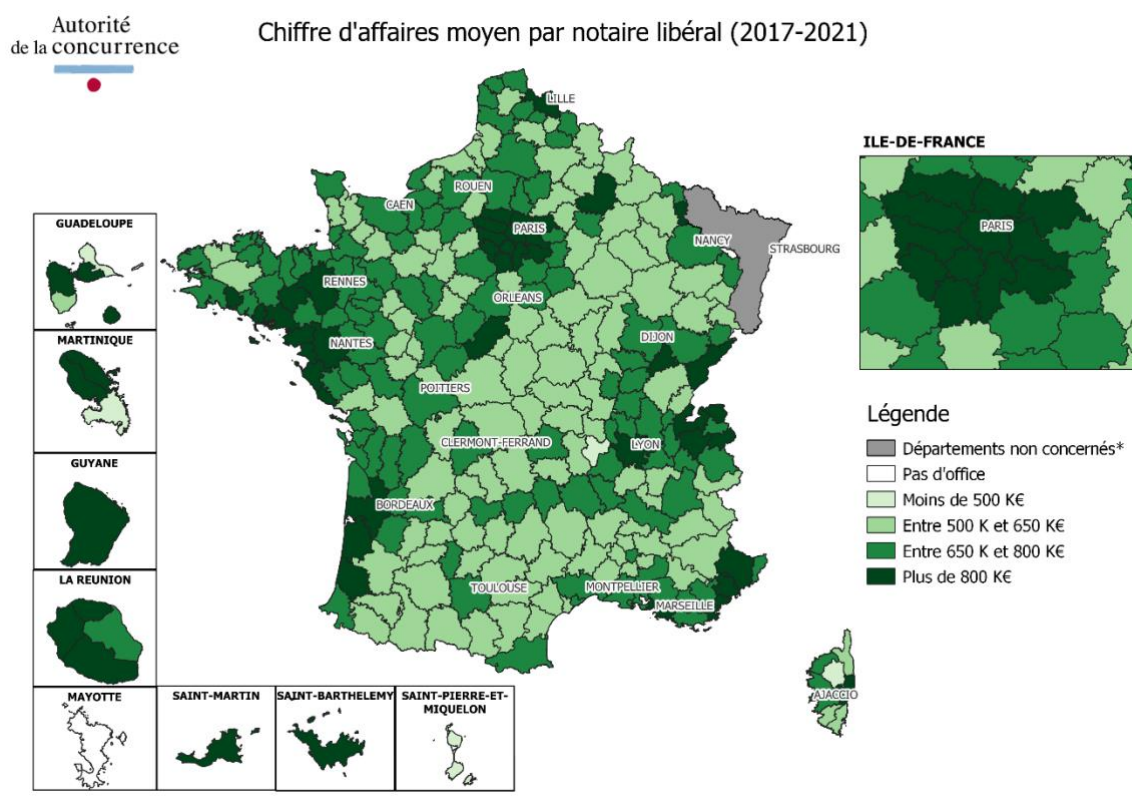 Autorité
de la concurrence
Chiffre d'affaires moyen par notaire libéral (2017-2021)
LILLE
ILE-DE-FRANCE
ROUEN
CAEN
PARIS
PARIS
GUADELOUPE
NANCY
STRASBOURG
RENNES
ORLEANS
MARTINIQUE
NANTES
DIJON
POITIERS
Légende
CLERMONT-FERRAND
LYON
Départements non concernés*
GUYANE
Pas d'office
Moins de 500 K€
BORDEAUX
Entre 500 K et 650 K€
Entre 650 K et 800 K€
LA REUNION
Plus de 800 K€
TOULOUSE
MONTPELLIER
MARSEILLE
MAYOTTE
SAINT-MARTIN
SAINT-BARTHELEMY
SAINT-PIERRE-ET-
MIQUELON
AJACCIO